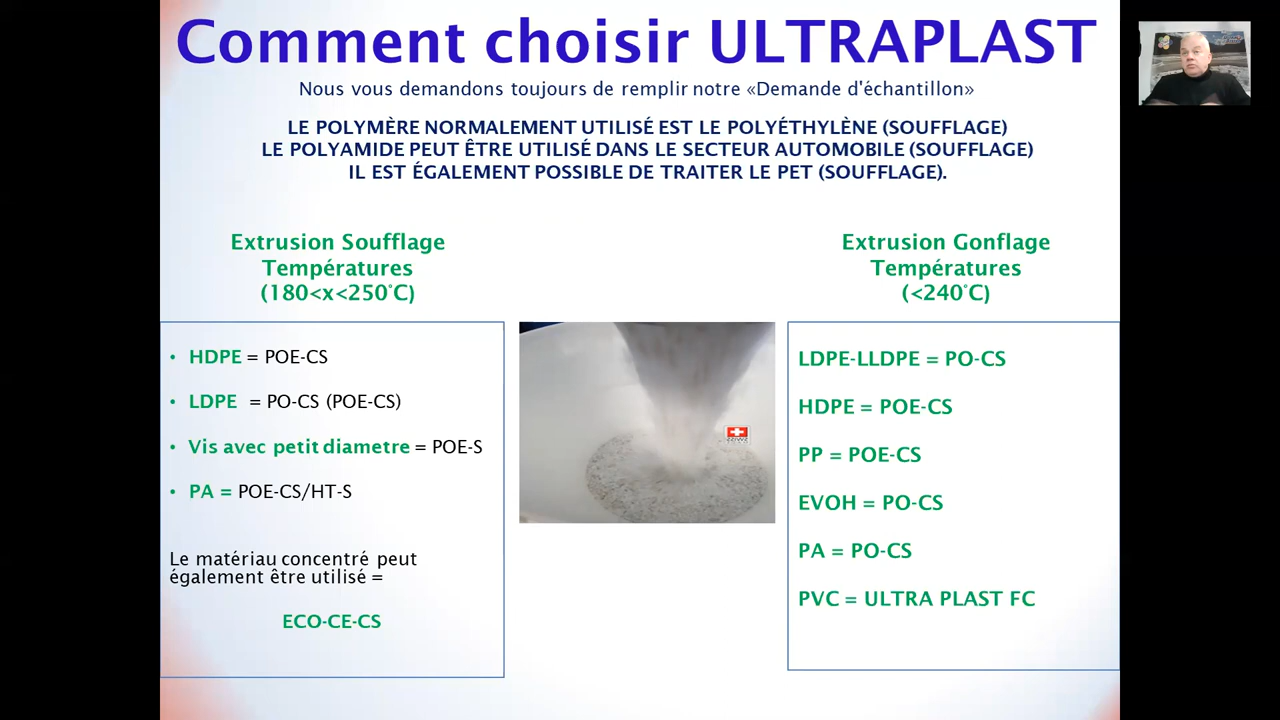 Comment choisir ULTRAPLAST
Nous vous demandons toujours de remplir notre «Demande d'échantillon»
LE POLYMÈRE NORMALEMENT UTILISÉ EST LE POLYÉTHYLÈNE (SOUFFLAGE)
LE POLYAMIDE PEUT ÊTRE UTILISÉ DANS LE SECTEUR AUTOMOBILE (SOUFFLAGE)
IL EST ÉGALEMENT POSSIBLE DE TRAITER LE PET (SOUFFLAGE).
Extrusion Soufflage
Températures
(180<x<250°C)
• HDPE = POE-CS
• LDPE = PO-CS (POE-CS)
• Vis avec petit diametre = POE-S
• PA = POE-CS/HT-S
Le matériau concentré peut
également être utilisé =
ECO-CE-CS
Extrusion Gonflage
Températures
(<240°C)
LDPE-LLDPE = PO-CS
HDPE = POE-CS
PP = POE-CS
EVOH = PO-CS
PA = PO-CS
PVC = ULTRA PLAST FC